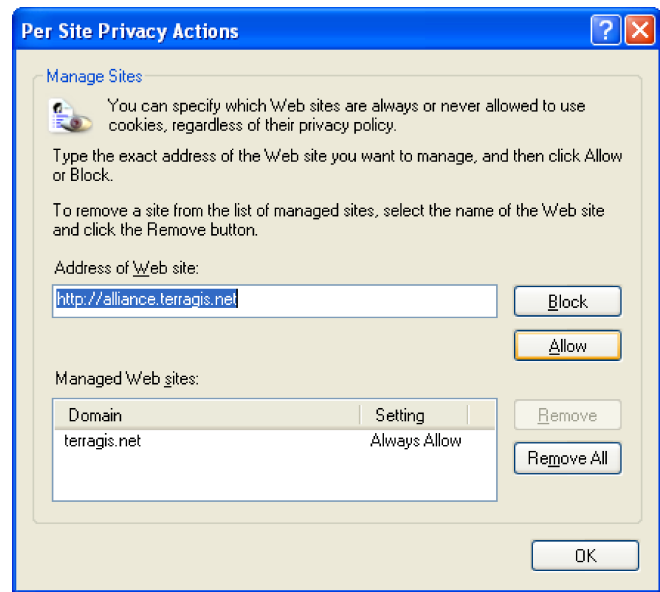 Per Site Privacy Actions
Manage Sites
You can specify which Web sites are always or never allowed to use
cookies, regardless of their privacy policy.
Type the exact address of the Web site you want to manage, and then click Allow
or Block.
To remove a site from the list of managed sites, select the name of the Web site
and click the Remove button.
Address of Web site:
http://alliance.terragis.net
Block
Allow
Managed Web sites:
Domain Setting
Remove
terragis.net Always Allow
Remove All
OK